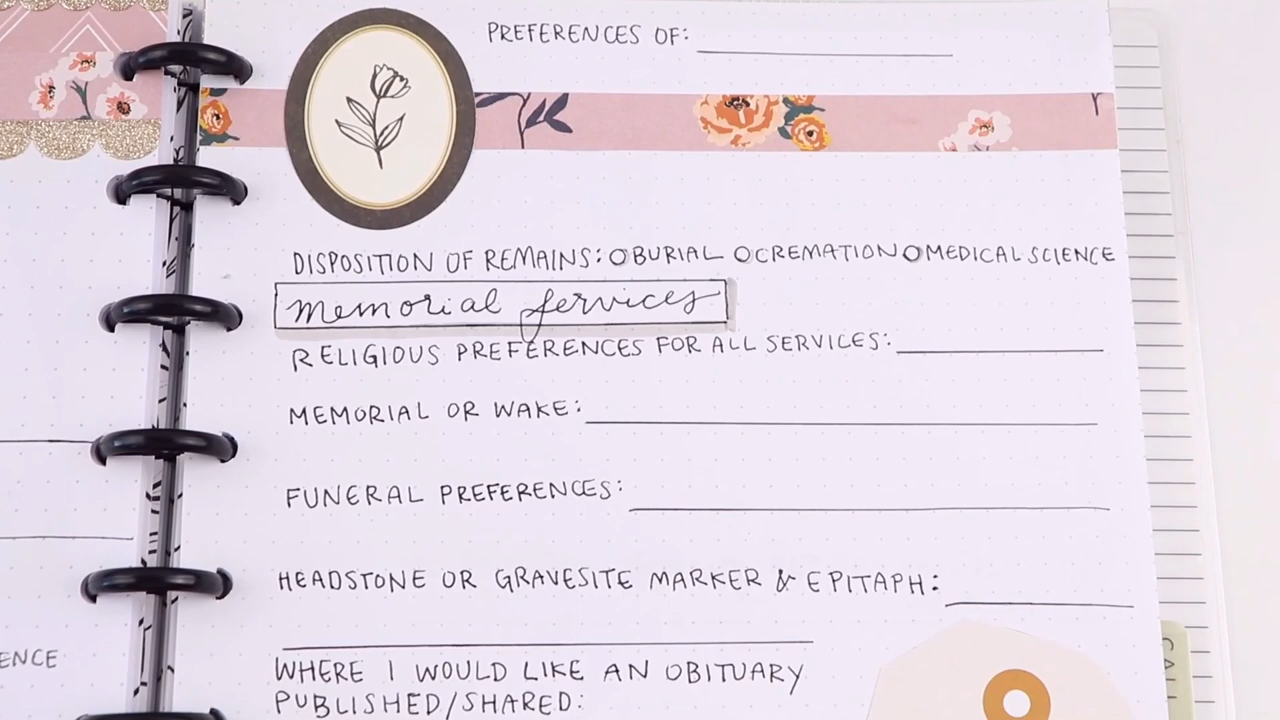 PREFERENCES OF:
DISPOSITION OF REMAINS: O BURIAL O CREMATION O MEDICAL SCIENCE
Memorial Services
RELIGIOUS PREFERENCES FOR ALL SERVICES:
MEMORIAL OR WAKE:
FUNERAL PREFERENCES:
HEADSTONE OR GRAVESITE MARKER & EPITAPH:
WHERE I WOULD LIKE AN OBITUARY
PUBLISHED/SHARED:
ENCE